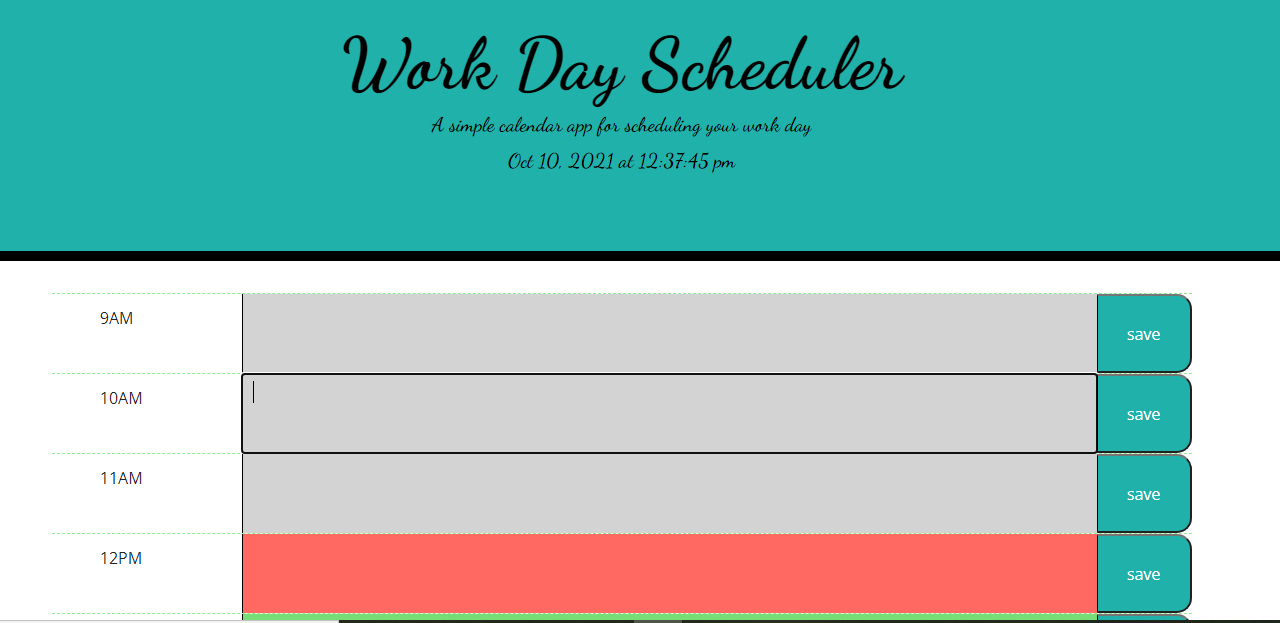 Work Day Scheduler
A simple calendar app for scheduling your work day
Oct 10, 2021 at 12:37:45 pm
9AM
save
10AM
save
11AM
save
12PM
save